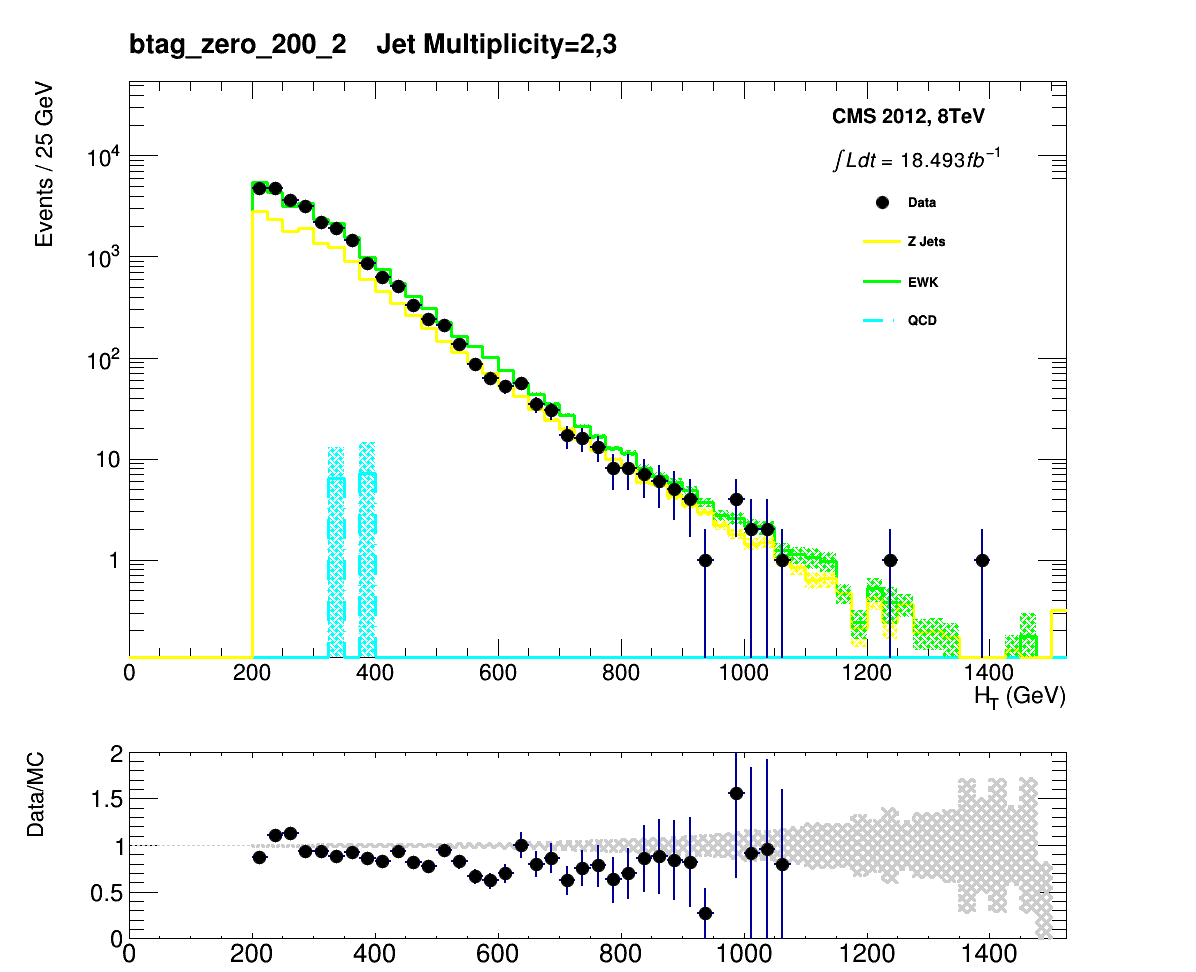 btag_zero_200_2 Jet Multiplicity=2,3
Events / 25 GeV
CMS 2012, 8TeV
∫Ldt = 18.493fb⁻¹
Data
Z Jets
EWK
QCD
10⁴
10³
10²
10
1
0 200 400 600 800 1000 1200 1400
H_T (GeV)
Data/MC
2
1.5
1
0.5
0
0 200 400 600 800 1000 1200 1400